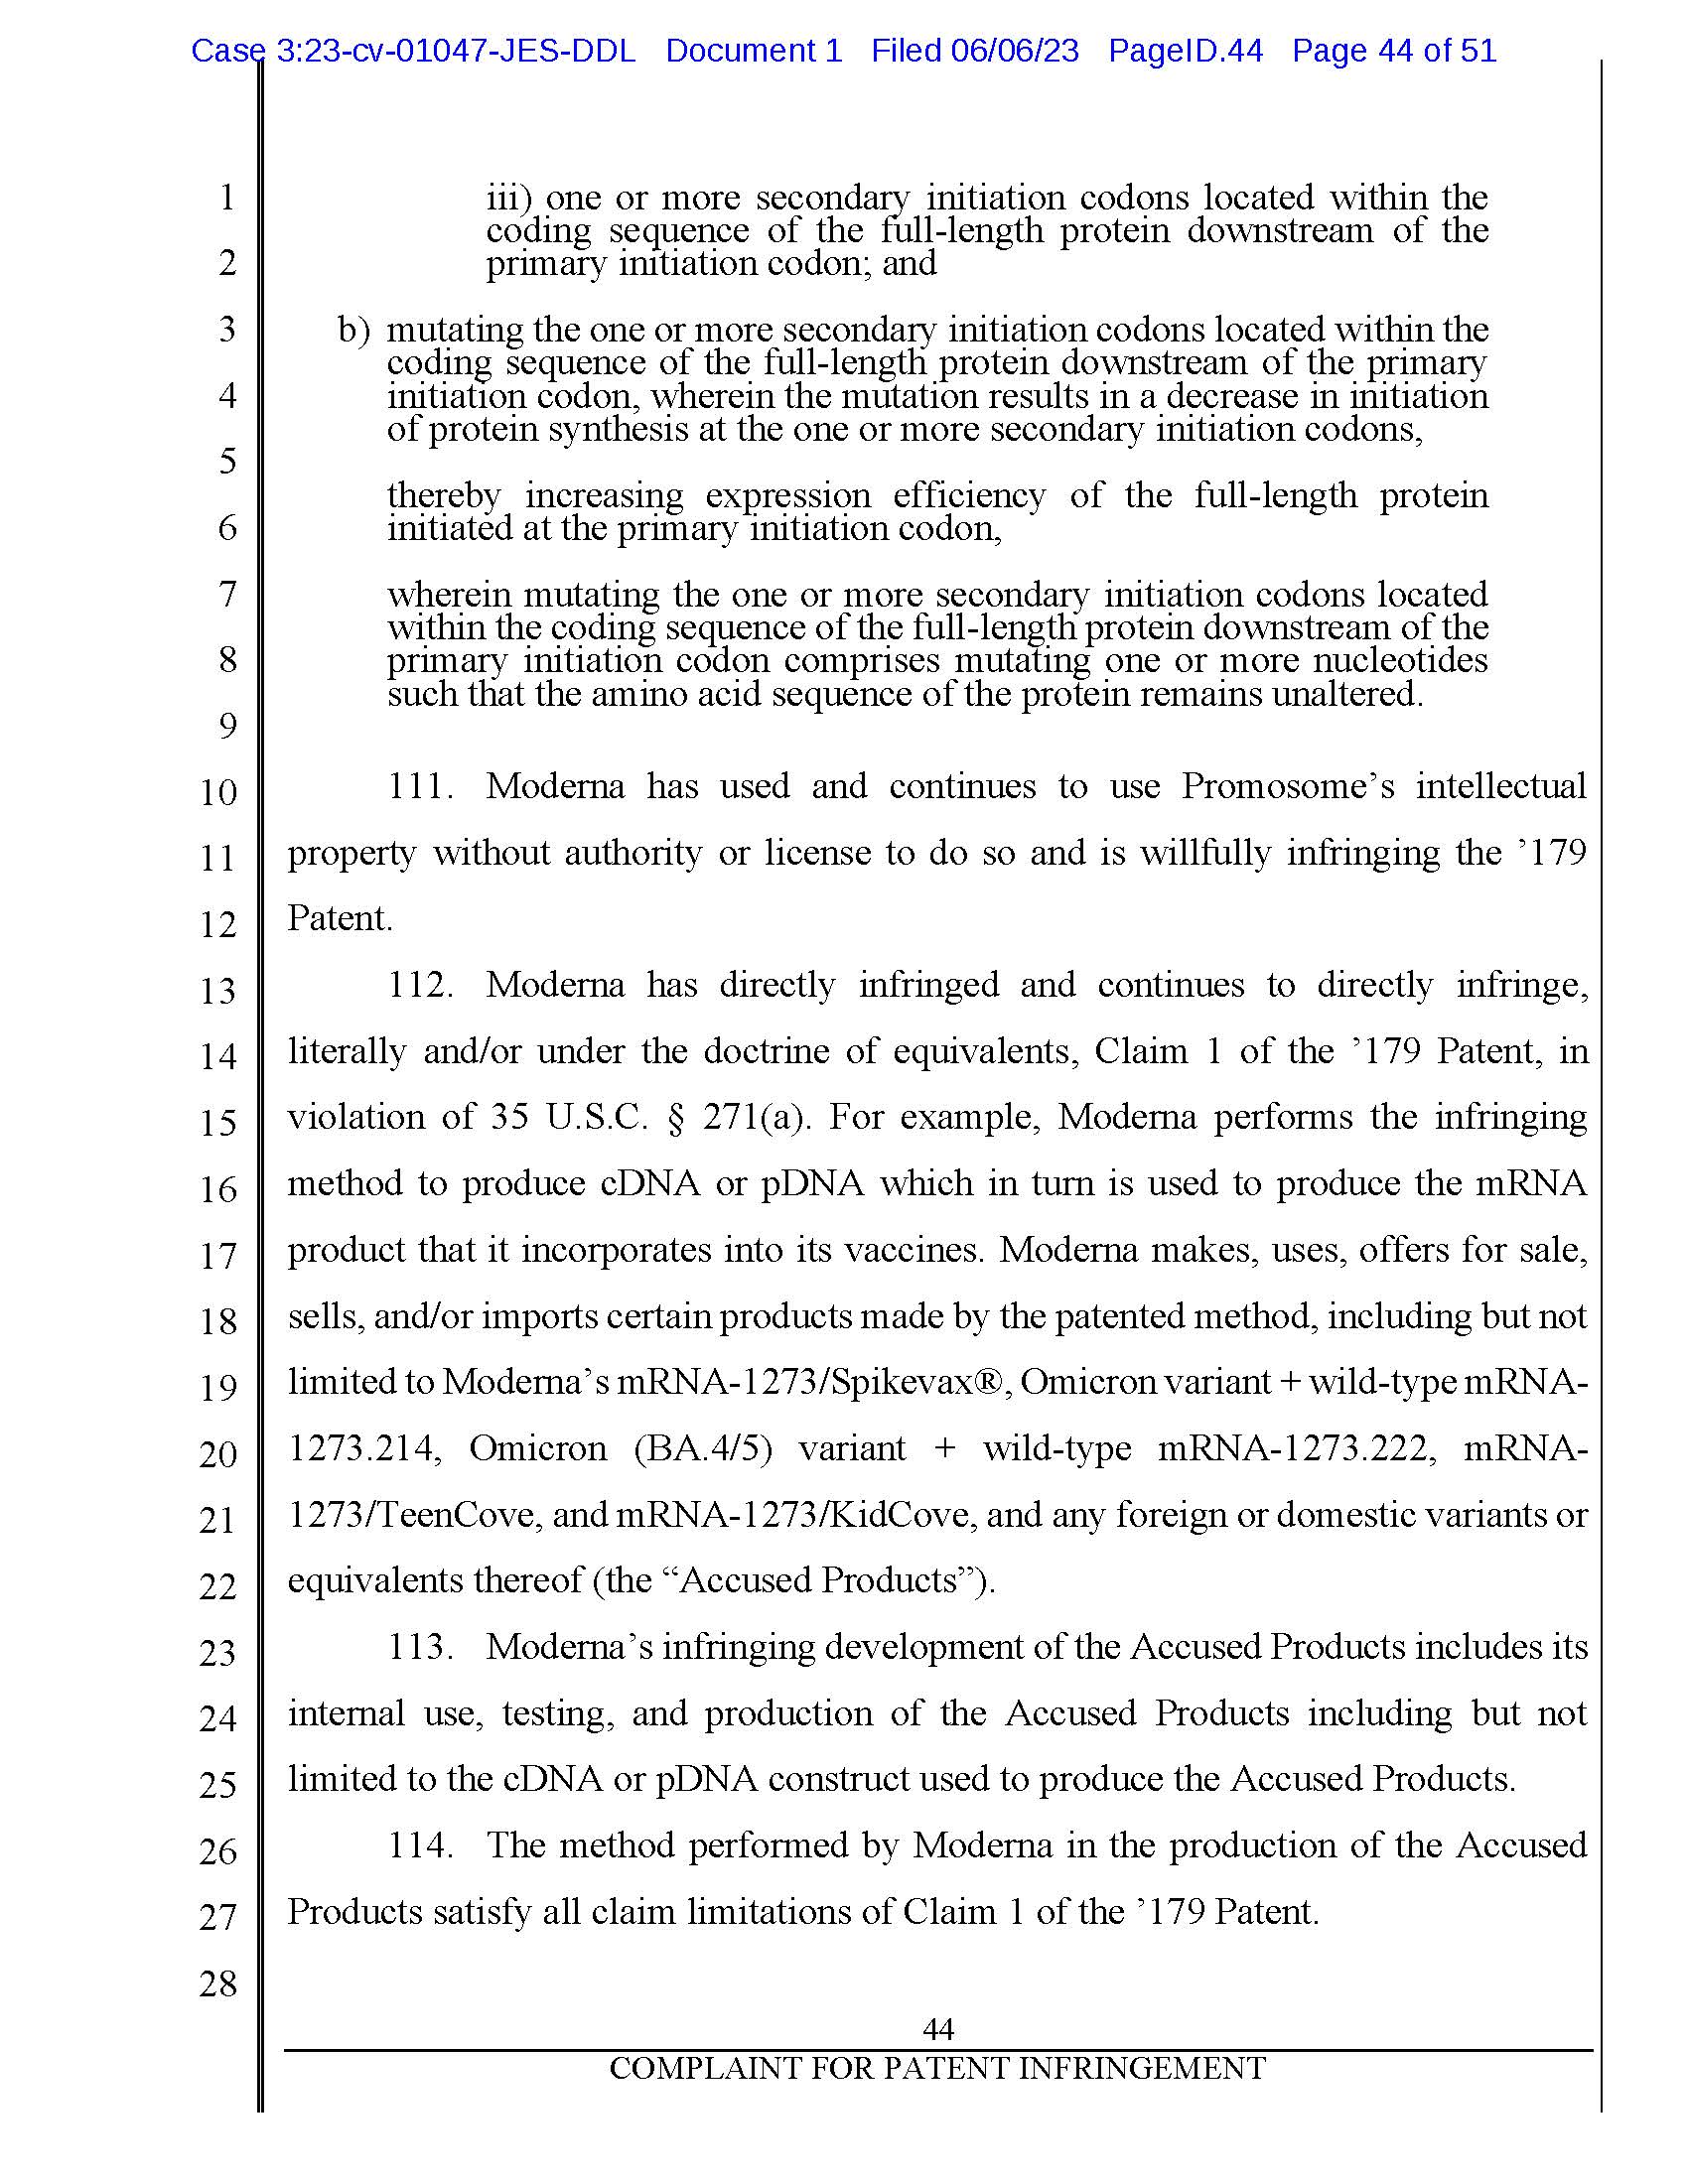 Case 3:23-cv-01047-JES-DDL Document 1 Filed 06/06/23 PageID.44 Page 44 of 51
1 iii) one or more secondary initiation codons located within the
coding sequence of the full-length protein downstream of the
2 primary initiation codon; and
3 b) mutating the one or more secondary initiation codons located within the
coding sequence of the full-length protein downstream of the primary
4 initiation codon, wherein the mutation results in a decrease in initiation
of protein synthesis at the one or more secondary initiation codons,
5
thereby increasing expression efficiency of the full-length protein
6 initiated at the primary initiation codon,
7 wherein mutating the one or more secondary initiation codons located
within the coding sequence of the full-length protein downstream of the
8 primary initiation codon comprises mutating one or more nucleotides
such that the amino acid sequence of the protein remains unaltered.
9
10 111. Moderna has used and continues to use Promosome’s intellectual
11 property without authority or license to do so and is willfully infringing the ’179
12 Patent.
13 112. Moderna has directly infringed and continues to directly infringe,
14 literally and/or under the doctrine of equivalents, Claim 1 of the ’179 Patent, in
15 violation of 35 U.S.C. § 271(a). For example, Moderna performs the infringing
16 method to produce cDNA or pDNA which in turn is used to produce the mRNA
17 product that it incorporates into its vaccines. Moderna makes, uses, offers for sale,
18 sells, and/or imports certain products made by the patented method, including but not
19 limited to Moderna’s mRNA-1273/Spikevax®, Omicron variant + wild-type mRNA-
20 1273.214, Omicron (BA.4/5) variant + wild-type mRNA-1273.222, mRNA-
21 1273/TeenCove, and mRNA-1273/KidCove, and any foreign or domestic variants or
22 equivalents thereof (the “Accused Products”).
23 113. Moderna’s infringing development of the Accused Products includes its
24 internal use, testing, and production of the Accused Products including but not
25 limited to the cDNA or pDNA construct used to produce the Accused Products.
26 114. The method performed by Moderna in the production of the Accused
27 Products satisfy all claim limitations of Claim 1 of the ’179 Patent.
28
44
COMPLAINT FOR PATENT INFRINGEMENT